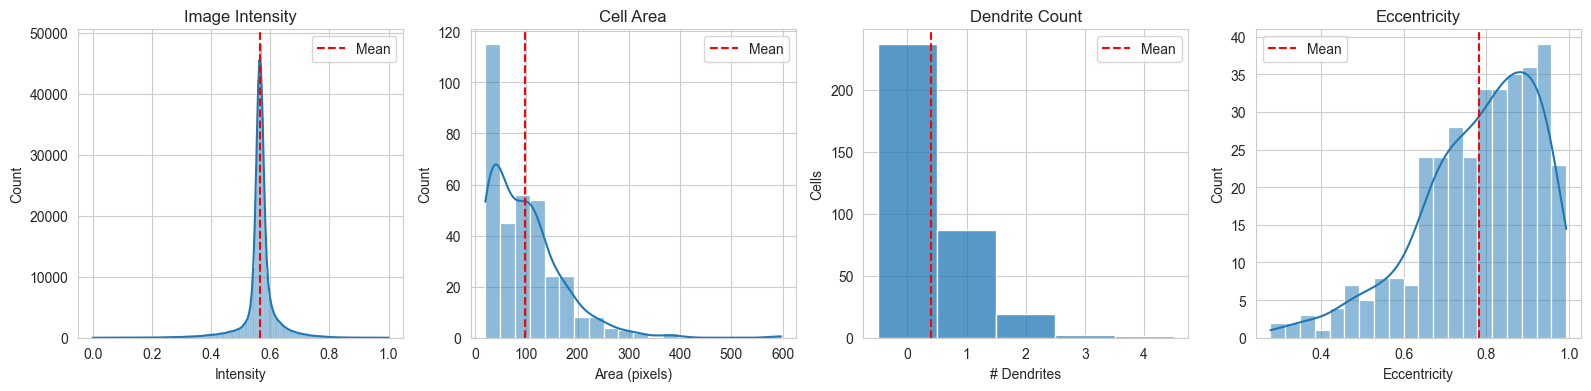 Image Intensity
Count
50000
40000
30000
20000
10000
0
Mean
0.0 0.2 0.4 0.6 0.8 1.0
Intensity
Cell Area
Count
120
100
80
60
40
20
0
Mean
0 100 200 300 400 500 600
Area (pixels)
Dendrite Count
Cells
200
150
100
50
0
Mean
0 1 2 3 4
# Dendrites
Eccentricity
Count
40
35
30
25
20
15
10
5
0
Mean
0.4 0.6 0.8 1.0
Eccentricity